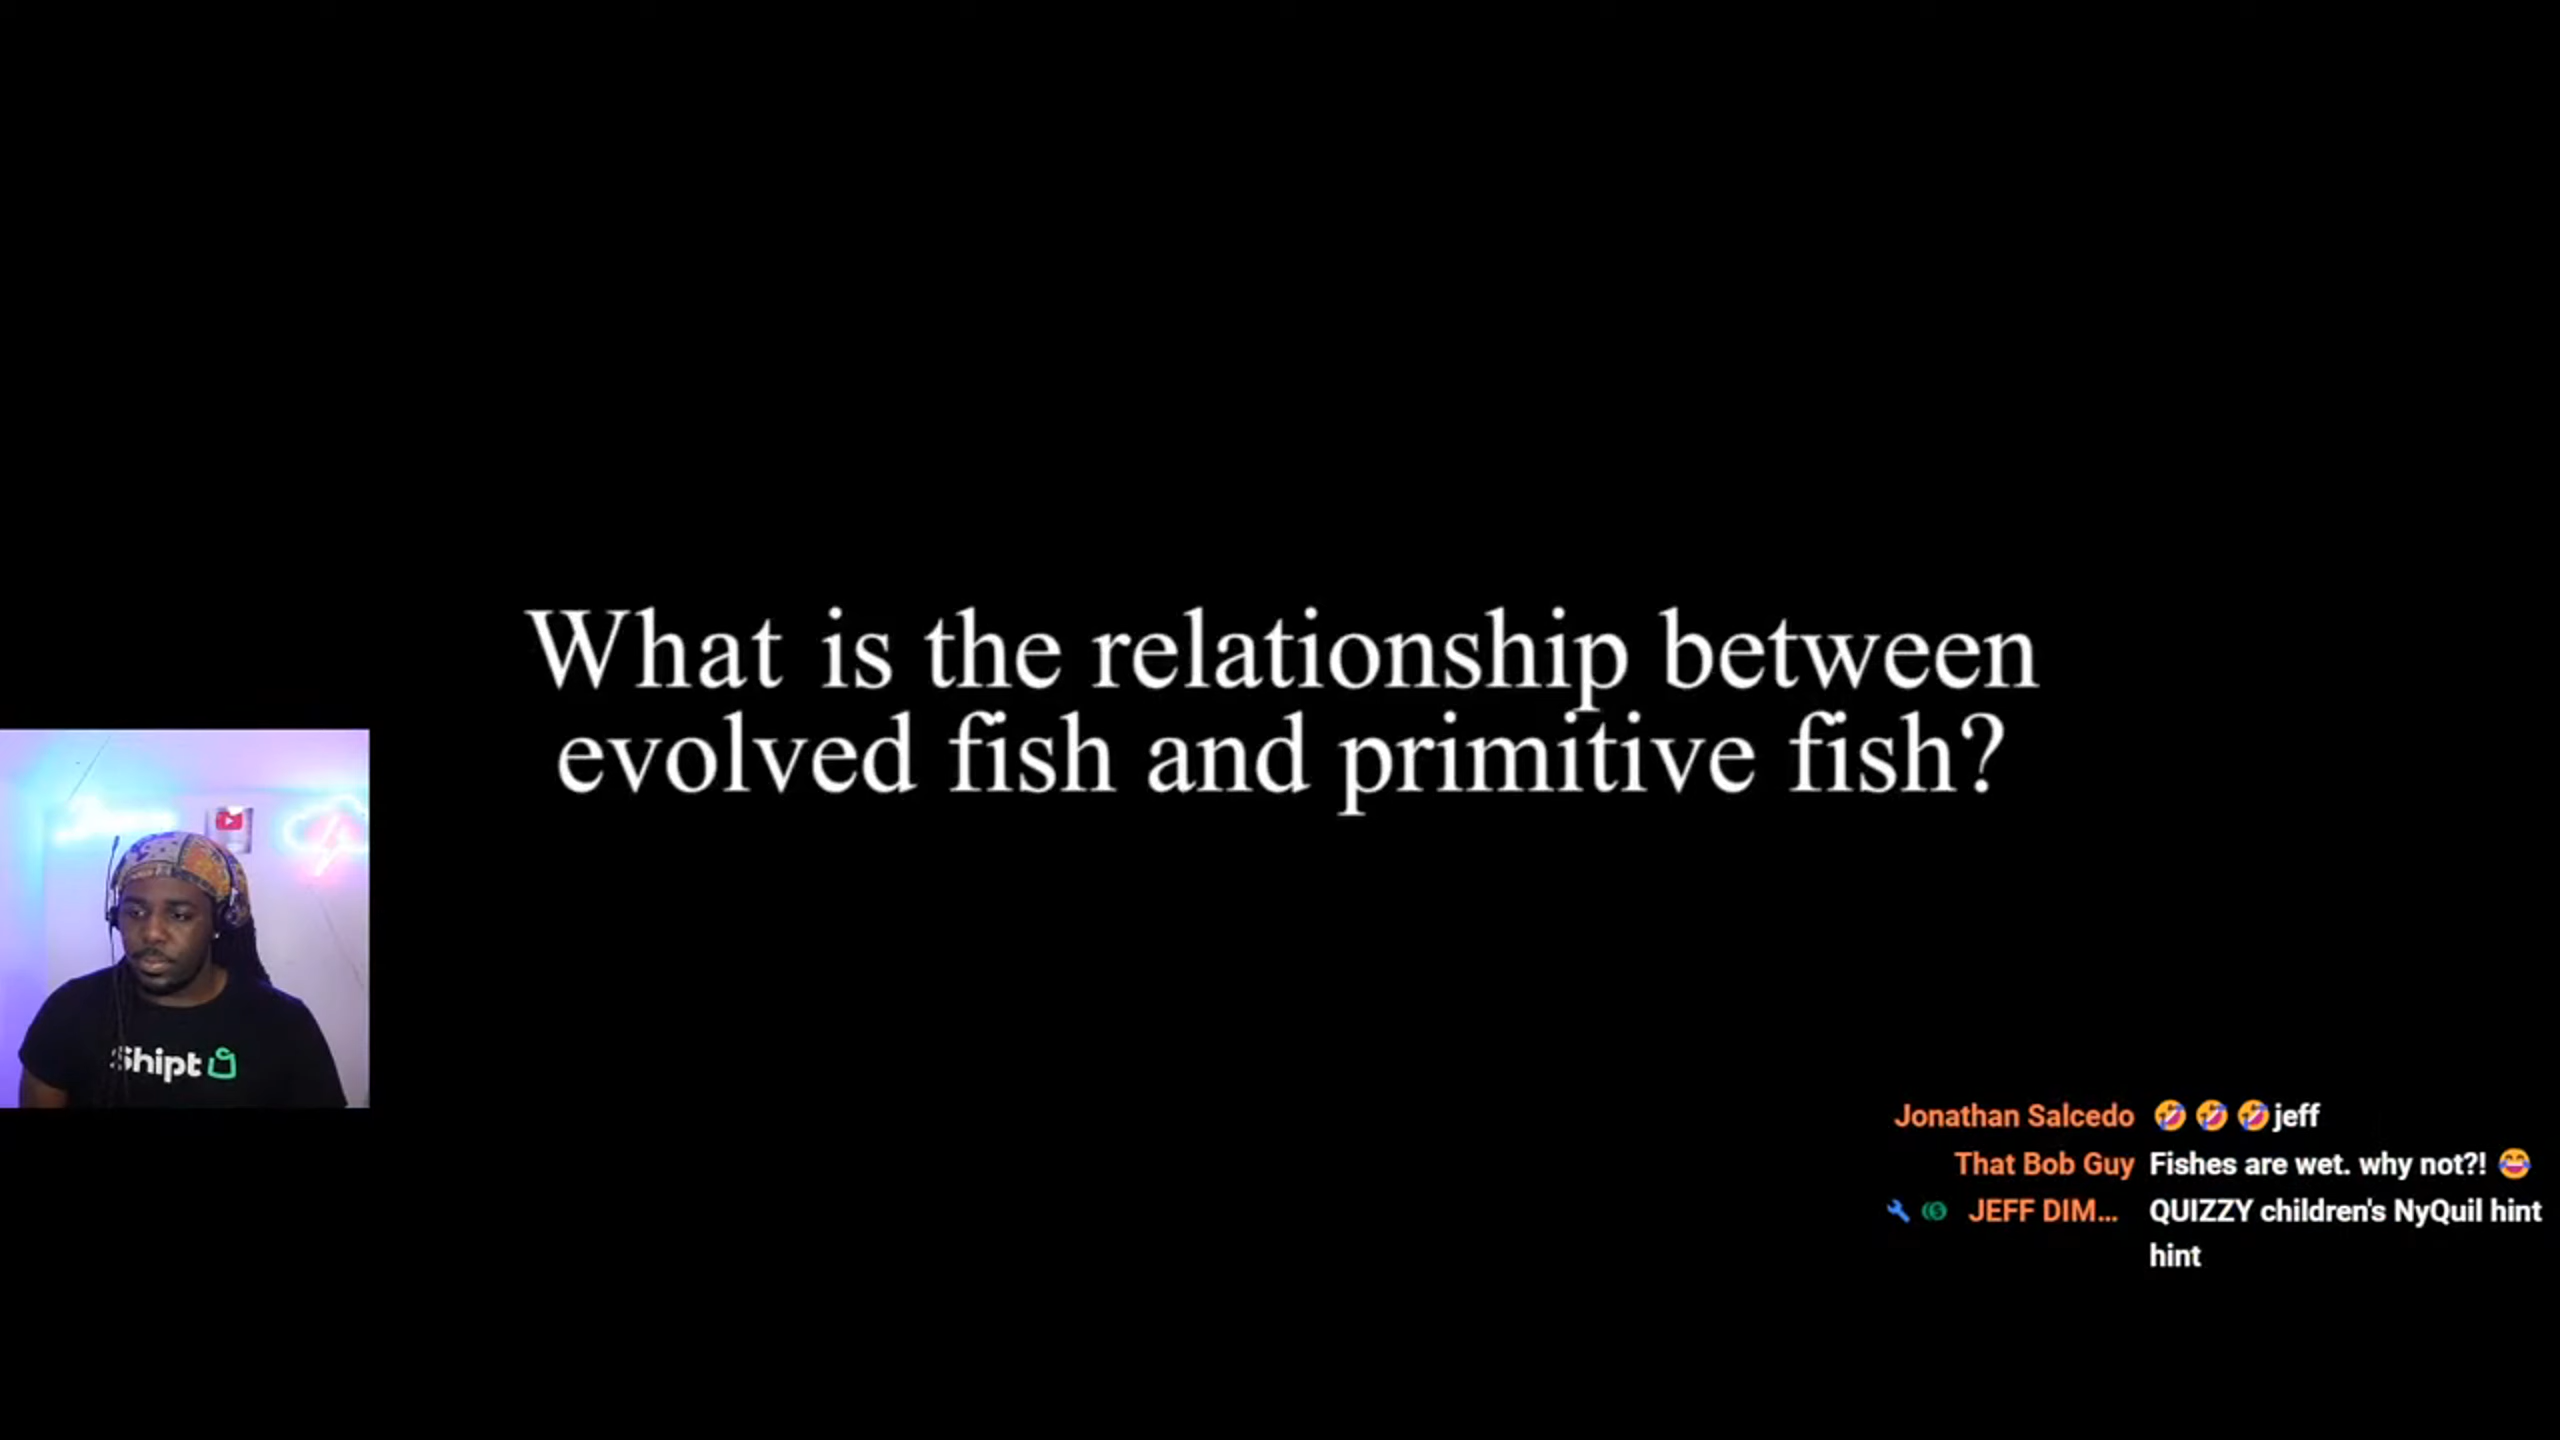 What is the relationship between
evolved fish and primitive fish?
Shipt
Jonathan Salcedo 🤣🤣🤣jeff
That Bob Guy Fishes are wet. why not?! 😂
JEFF DIM... QUIZZY children's NyQuil hint
hint